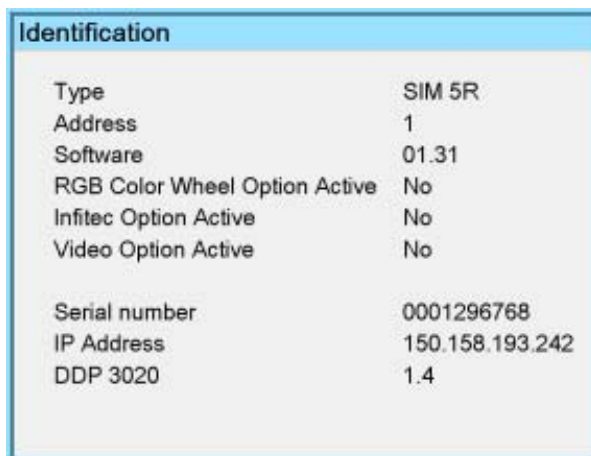 Identification
Type SIM 5R
Address 1
Software 01.31
RGB Color Wheel Option Active No
Infitec Option Active No
Video Option Active No
Serial number 0001296768
IP Address 150.158.193.242
DDP 3020 1.4